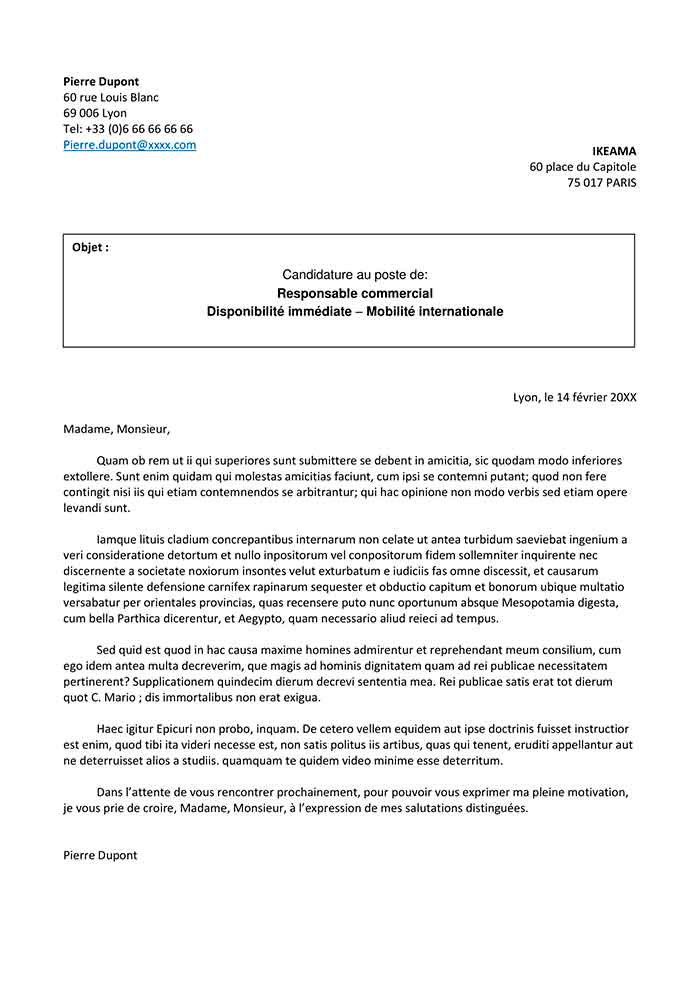 Pierre Dupont
60 rue Louis Blanc
69 006 Lyon
Tel: +33 (0)6 66 66 66 66
Pierre.dupont@xxxx.com
IKEAMA
60 place du Capitole
75 017 PARIS
Objet :
Candidature au poste de:
Responsable commercial
Disponibilité immédiate – Mobilité internationale
Lyon, le 14 février 20XX
Madame, Monsieur,
Quam ob rem ut ii qui superiores sunt submittere se debent in amicitia, sic quodam modo inferiores
extollere. Sunt enim quidam qui molestas amicitias faciunt, cum ipsi se contemni putant; quod non fere
contingit nisi iis qui etiam contemnendos se arbitrantur; qui hac opinione non modo verbis sed etiam opere
levandi sunt.
Iamque lituis cladium concrepantibus internarum non celate ut antea turbidum saeviebat ingenium a
veri consideratione detortum et nullo inpositorum vel conpositorum fidem sollemniter inquirente nec
discernente a societate noxiorum insontes velut exturbatum e iudiciis fas omne discessit, et causarum
legitima silente defensione carnifex rapinarum sequester et obductio capitum et bonorum ubique multatio
versabatur per orientales provincias, quas recensere puto nunc oportunum absque Mesopotamia digesta,
cum bella Parthica dicerentur, et Aegypto, quam necessario aliud reieci ad tempus.
Sed quid est quod in hac causa maxime homines admirentur et reprehendant meum consilium, cum
ego idem antea multa decreverim, que magis ad hominis dignitatem quam ad rei publicae necessitatem
pertinerent? Supplicationem quindecim dierum decrevi sententia mea. Rei publicae satis erat tot dierum
quot C. Mario ; dis immortalibus non erat exigua.
Haec igitur Epicuri non probo, inquam. De cetero vellem equidem aut ipse doctrinis fuisset instructior
est enim, quod tibi ita videri necesse est, non satis politus iis artibus, quas qui tenent, eruditi appellantur aut
ne deterruisset alios a studiis. quamquam te quidem video minime esse deterritum.
Dans l’attente de vous rencontrer prochainement, pour pouvoir vous exprimer ma pleine motivation,
je vous prie de croire, Madame, Monsieur, à l’expression de mes salutations distinguées.
Pierre Dupont